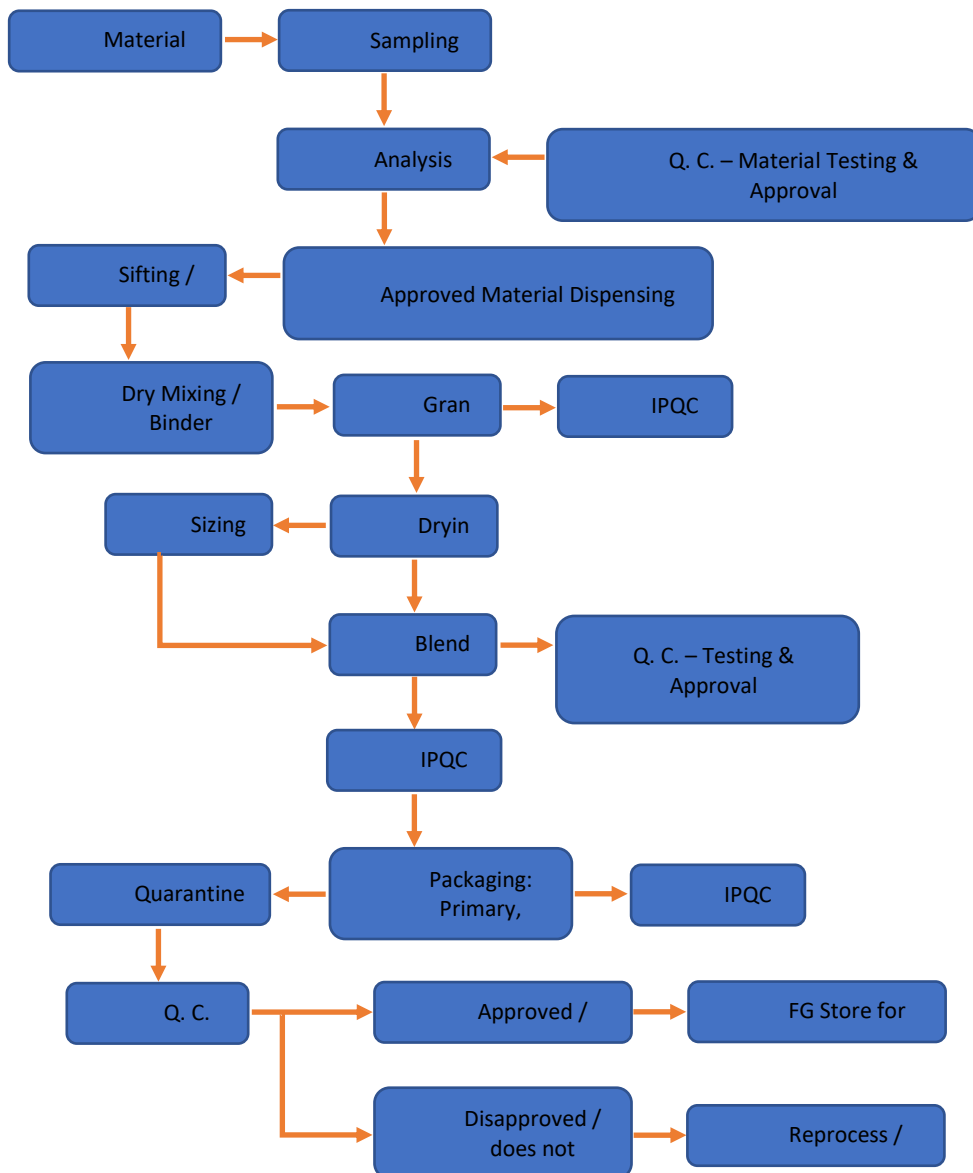 Material
Sampling
Analysis
Q. C. – Material Testing &
Approval
Sifting /
Approved Material Dispensing
Dry Mixing /
Binder
Gran
IPQC
Sizing
Dryin
Blend
Q. C. – Testing &
Approval
IPQC
Quarantine
Packaging:
Primary,
IPQC
Q. C.
Approved /
FG Store for
Disapproved /
does not
Reprocess /